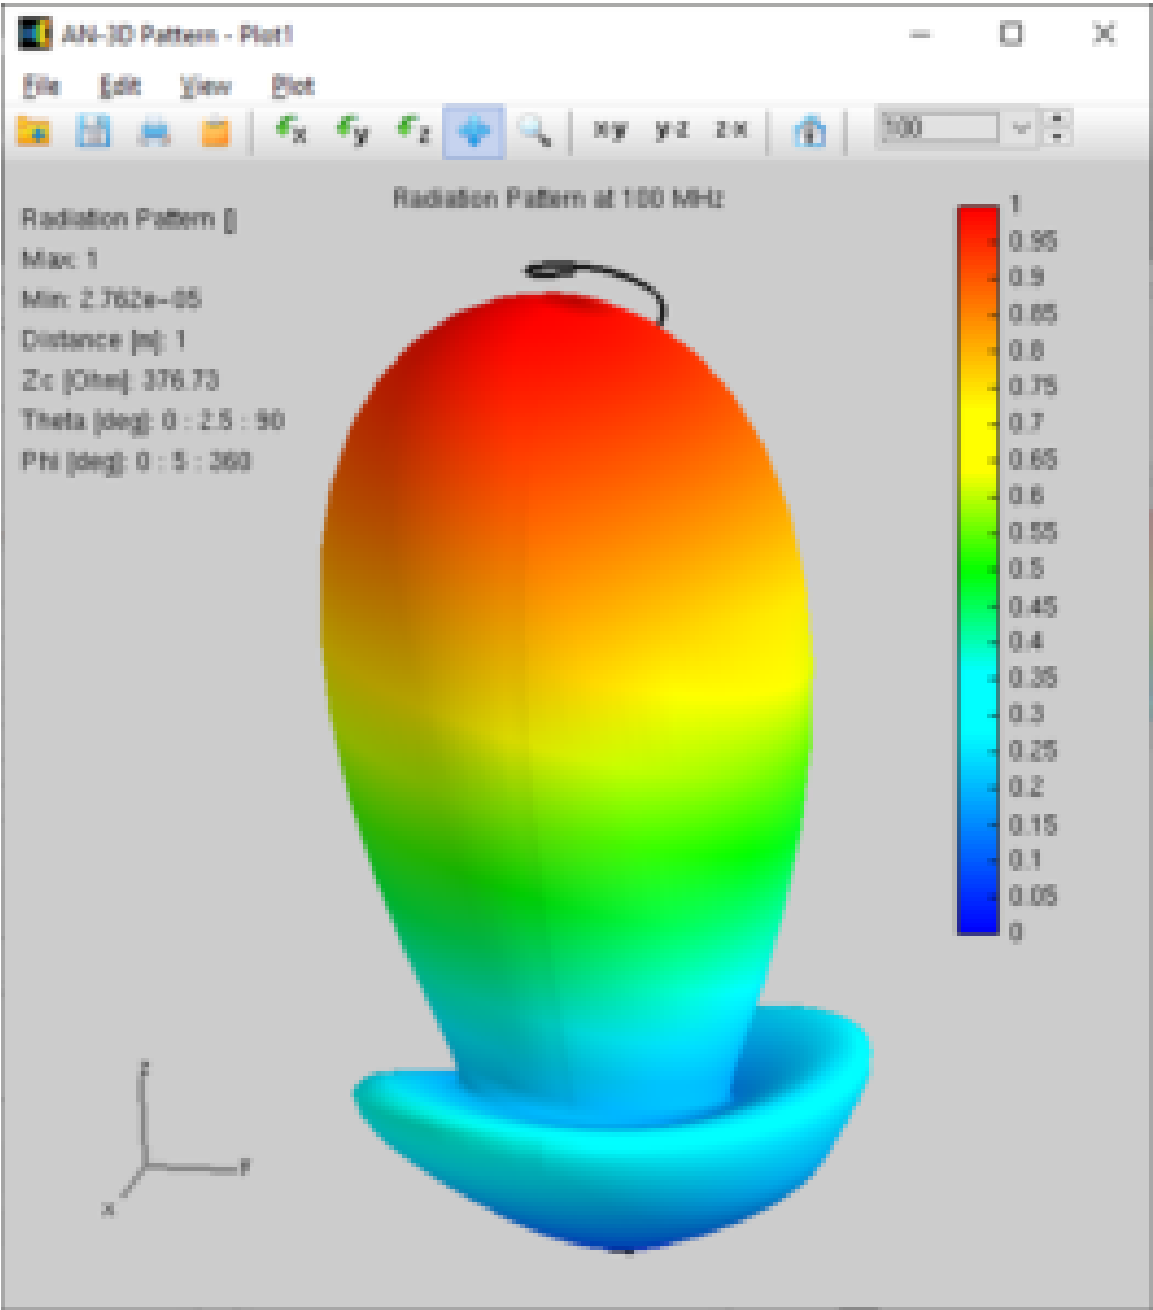 AN-3D Pattern - Plot1
File Edit View Plot
x y z xy yz zx 100
Radiation Pattern at 100 MHz
Radiation Pattern []
Max: 1
Min: 2.762e-05
Distance [m]: 1
Zc [Ohm]: 376.73
Theta [deg]: 0 : 2.5 : 90
Phi [deg]: 0 : 5 : 360
1
0.95
0.9
0.85
0.8
0.75
0.7
0.65
0.6
0.55
0.5
0.45
0.4
0.35
0.3
0.25
0.2
0.15
0.1
0.05
0
z
Y
x